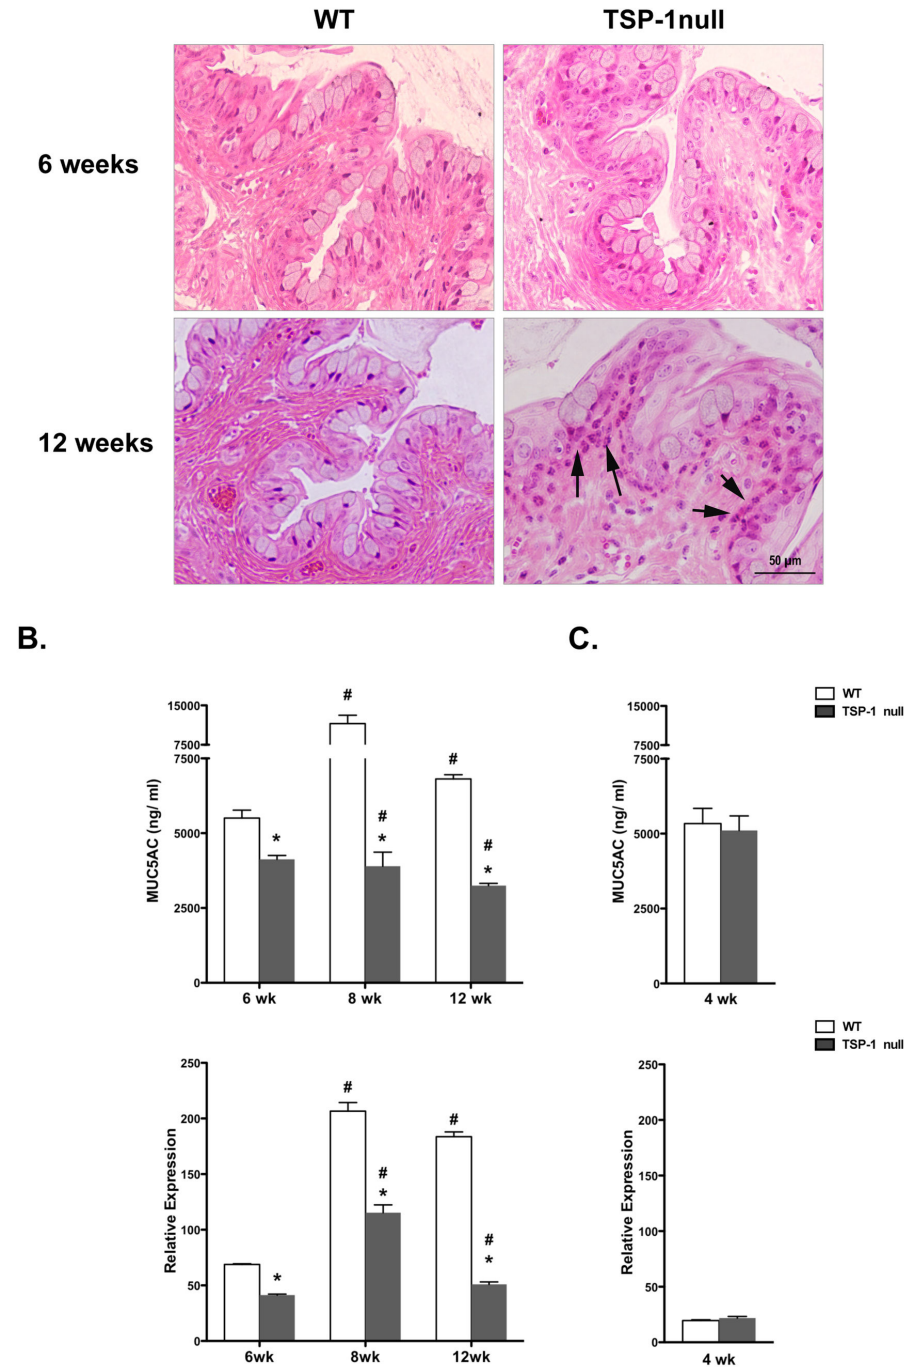 WT TSP-1null
6 weeks
12 weeks
50 µm
B.
C.
WT
TSP-1 null
MUC5AC (ng/ ml)
15000
7500
7500
5000
2500
0
#
*
#
*
#
#
*
6 wk 8 wk 12 wk
MUC5AC (ng/ ml)
15000
7500
7500
5000
2500
0
4 wk
WT
TSP-1 null
Relative Expression
250
200
150
100
50
0
*
#
#
*
#
#
*
6wk 8wk 12wk
Relative Expression
250
200
150
100
50
0
4 wk